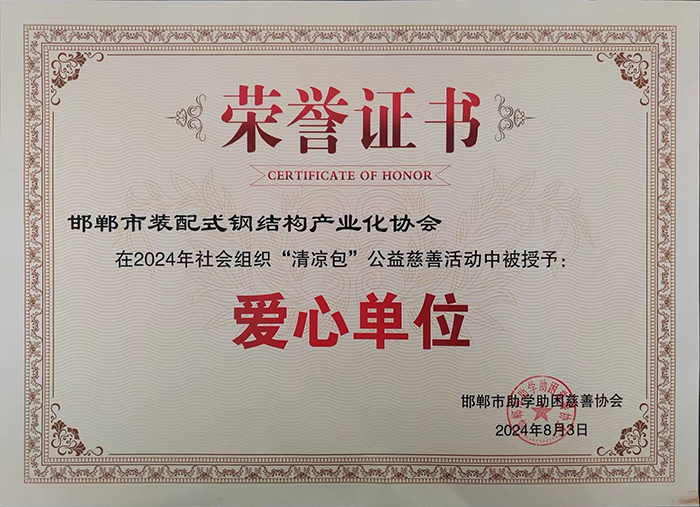 荣誉证书
CERTIFICATE OF HONOR
邯郸市装配式钢结构产业化协会
在2024年社会组织“清凉包”公益慈善活动中被授予：
爱心单位
邯郸市助学助困慈善协会
2024年8月3日